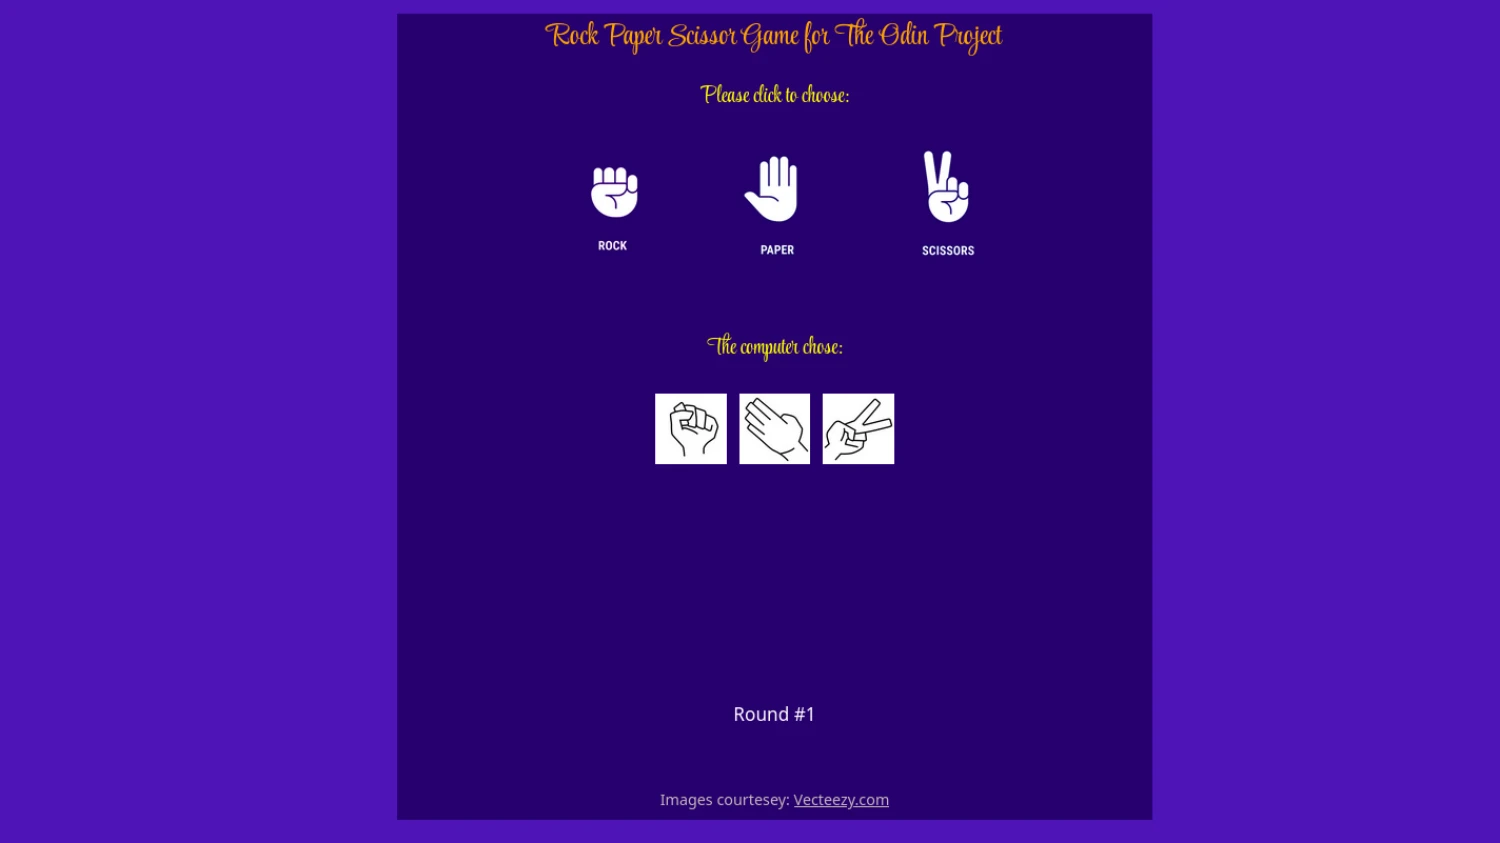 Rock Paper Scissor Game for The Odin Project
Please click to choose:
ROCK PAPER SCISSORS
The computer chose:
Round #1
Images courtesey: Vecteezy.com